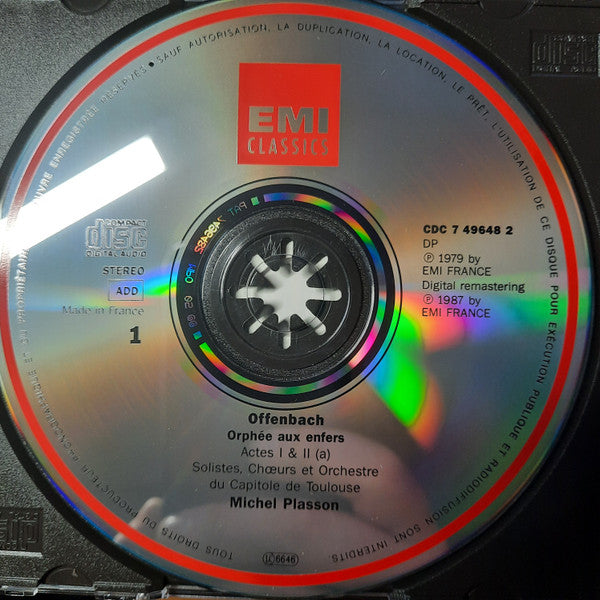 TOUS DROITS DU PRODUCTEUR
ENREGISTRÉE RÉSERVÉS • SAUF AUTORISATION, LA DUPLICATION, LA LOCATION, LE PRÊT, L'UTILISATION DE CE DISQUE POUR EXÉCUTION PUBLIQUE ET RADIODIFFUSION SONT INTERDITS
EMI
CLASSICS
COMPACT
disc
DIGITAL AUDIO
STEREO
ADD
Made in France
1
CDC 7 49648 2
DP
℗ 1979 by
EMI FRANCE
Digital remastering
℗ 1987 by
EMI FRANCE
Offenbach
Orphée aux enfers
Actes I & II (a)
Solistes, Chœurs et Orchestre
du Capitole de Toulouse
Michel Plasson
LC 6646